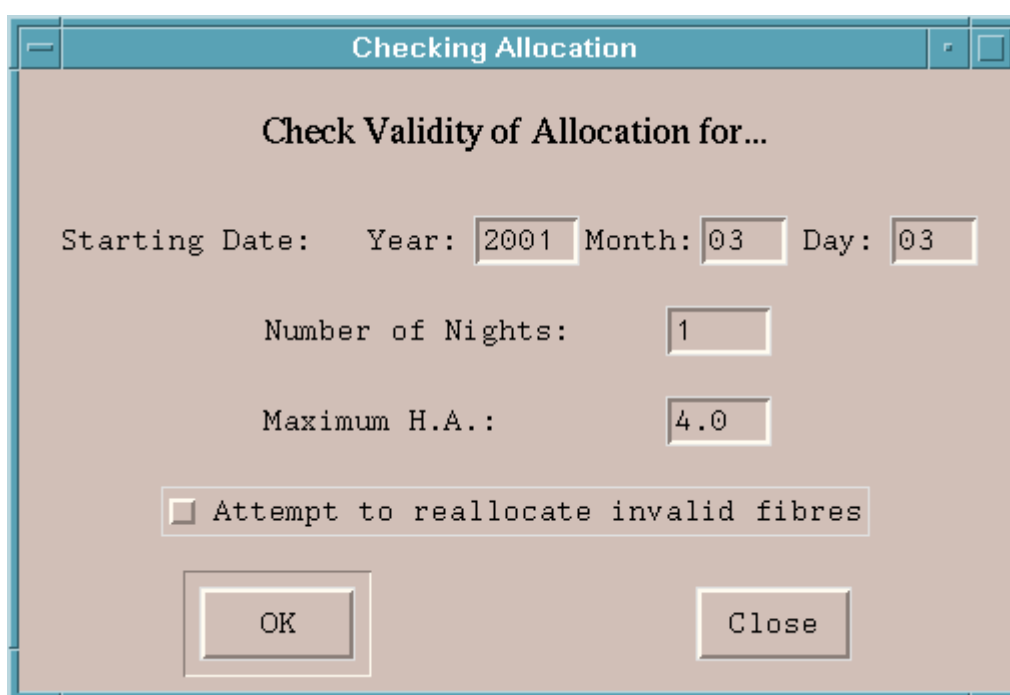 Checking Allocation
Check Validity of Allocation for...
Starting Date: Year: 2001 Month: 03 Day: 03
Number of Nights: 1
Maximum H.A.: 4.0
Attempt to reallocate invalid fibres
OK Close